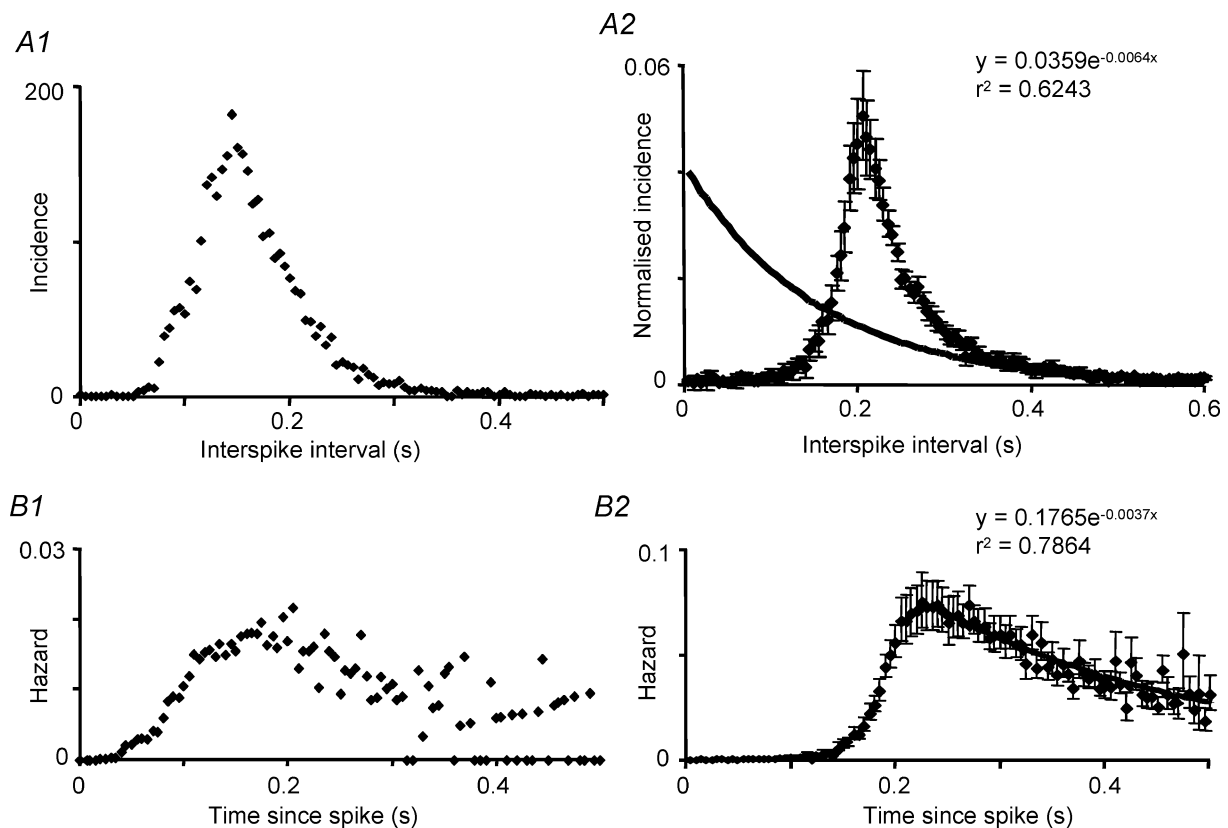 A1
200
Incidence
0
0
0.2
0.4
Interspike interval (s)
A2
y = 0.0359e^-0.0064x
r² = 0.6243
0.06
Normalised incidence
0
0
0.2
0.4
0.6
Interspike interval (s)
B1
0.03
Hazard
0
0
0.2
0.4
Time since spike (s)
B2
y = 0.1765e^-0.0037x
r² = 0.7864
0.1
Hazard
0
0
0.2
0.4
Time since spike (s)